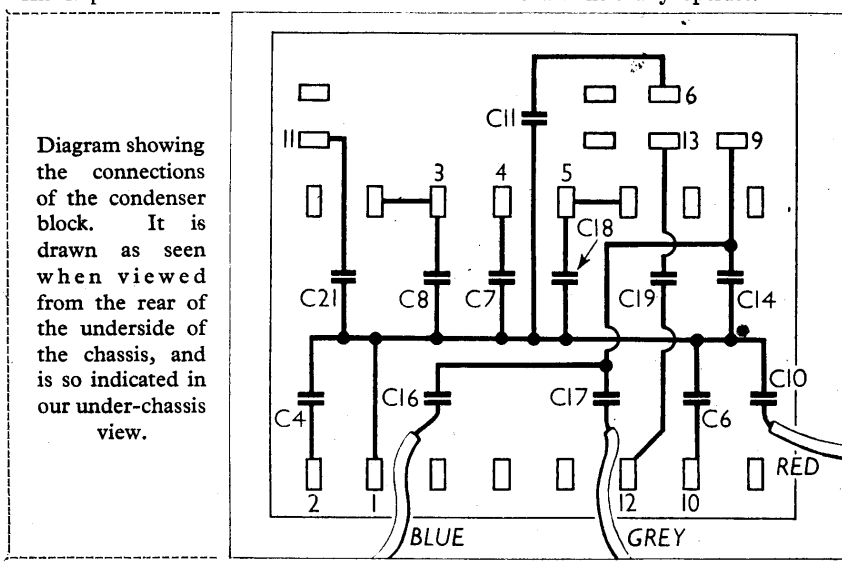 Diagram showing
the connections
of the condenser
block. It is
drawn as seen
when viewed
from the rear of
the underside of
the chassis, and
is so indicated in
our under-chassis
view.
6
C11
11
13
9
3
4
5
C18
C21
C8
C7
C19
C14
C4
C16
C17
C6
C10
RED
2
1
12
10
BLUE
GREY